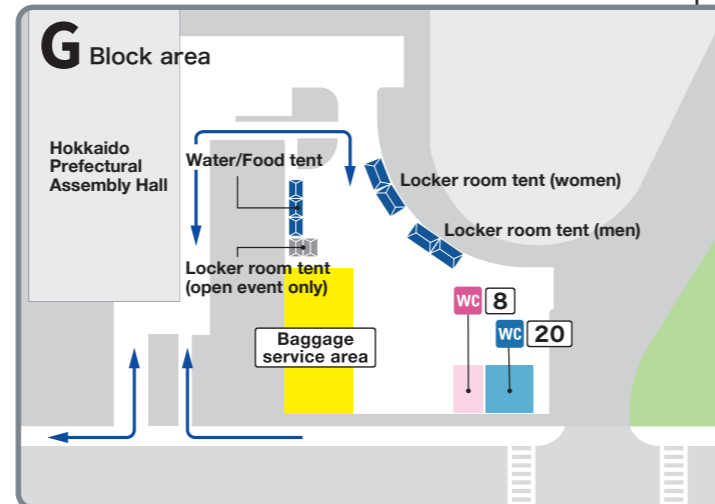 G Block area
Hokkaido
Prefectural
Assembly Hall
Water/Food tent
Locker room tent (women)
Locker room tent (men)
Locker room tent
(open event only)
WC 8
WC 20
Baggage
service area